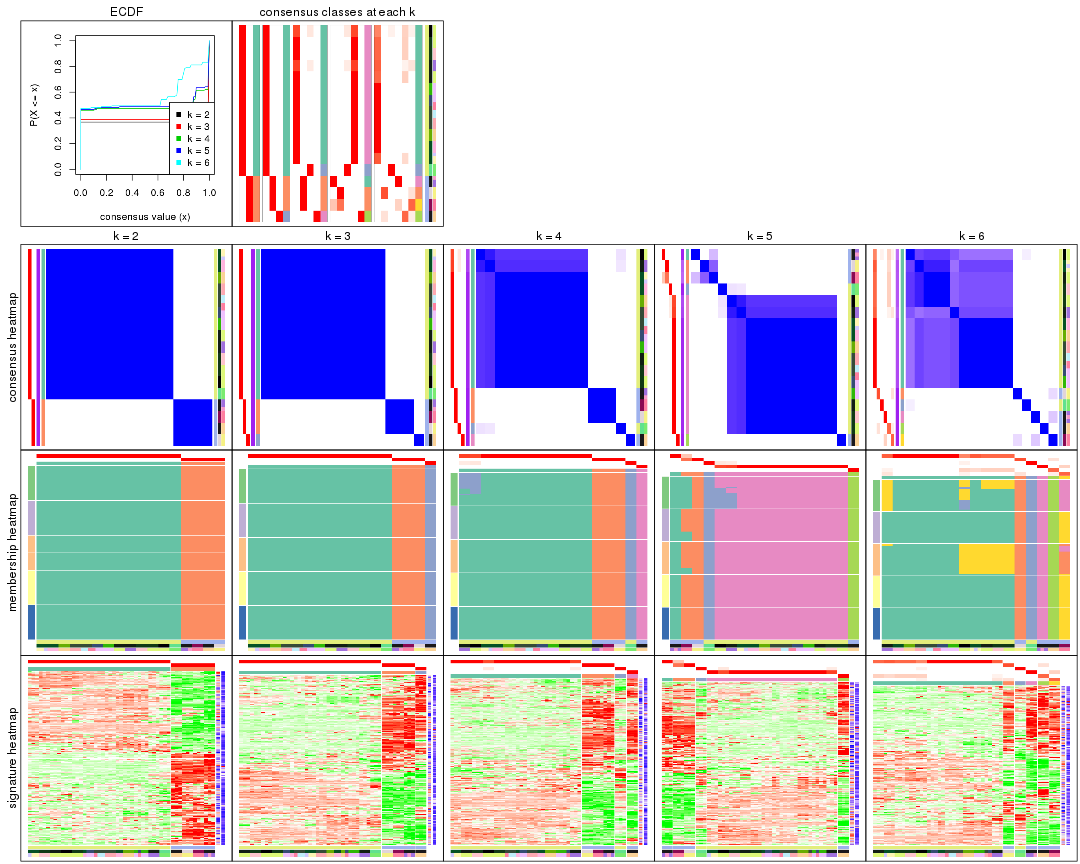 ECDF
consensus classes at each k
P(X <= x)
0.0 0.2 0.4 0.6 0.8 1.0
k = 2
k = 3
k = 4
k = 5
k = 6
0.0 0.2 0.4 0.6 0.8 1.0
consensus value (x)
k = 2
k = 3
k = 4
k = 5
k = 6
consensus heatmap
membership heatmap
signature heatmap